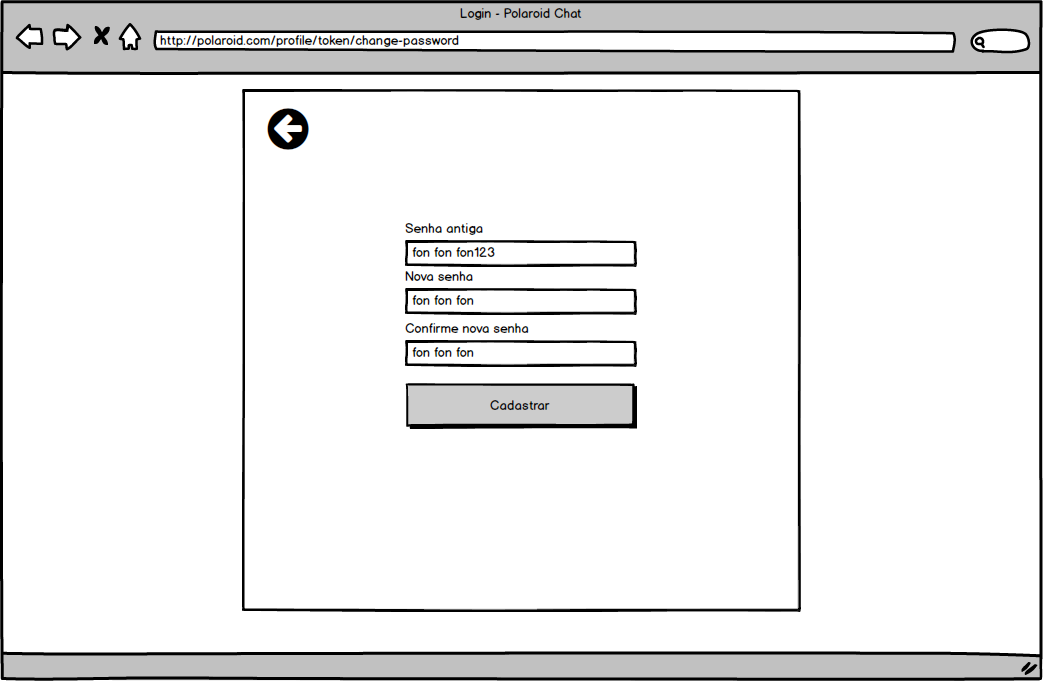 Login - Polaroid Chat
http://polaroid.com/profile/token/change-password
Senha antiga
fon fon fon123
Nova senha
fon fon fon
Confirme nova senha
fon fon fon
Cadastrar